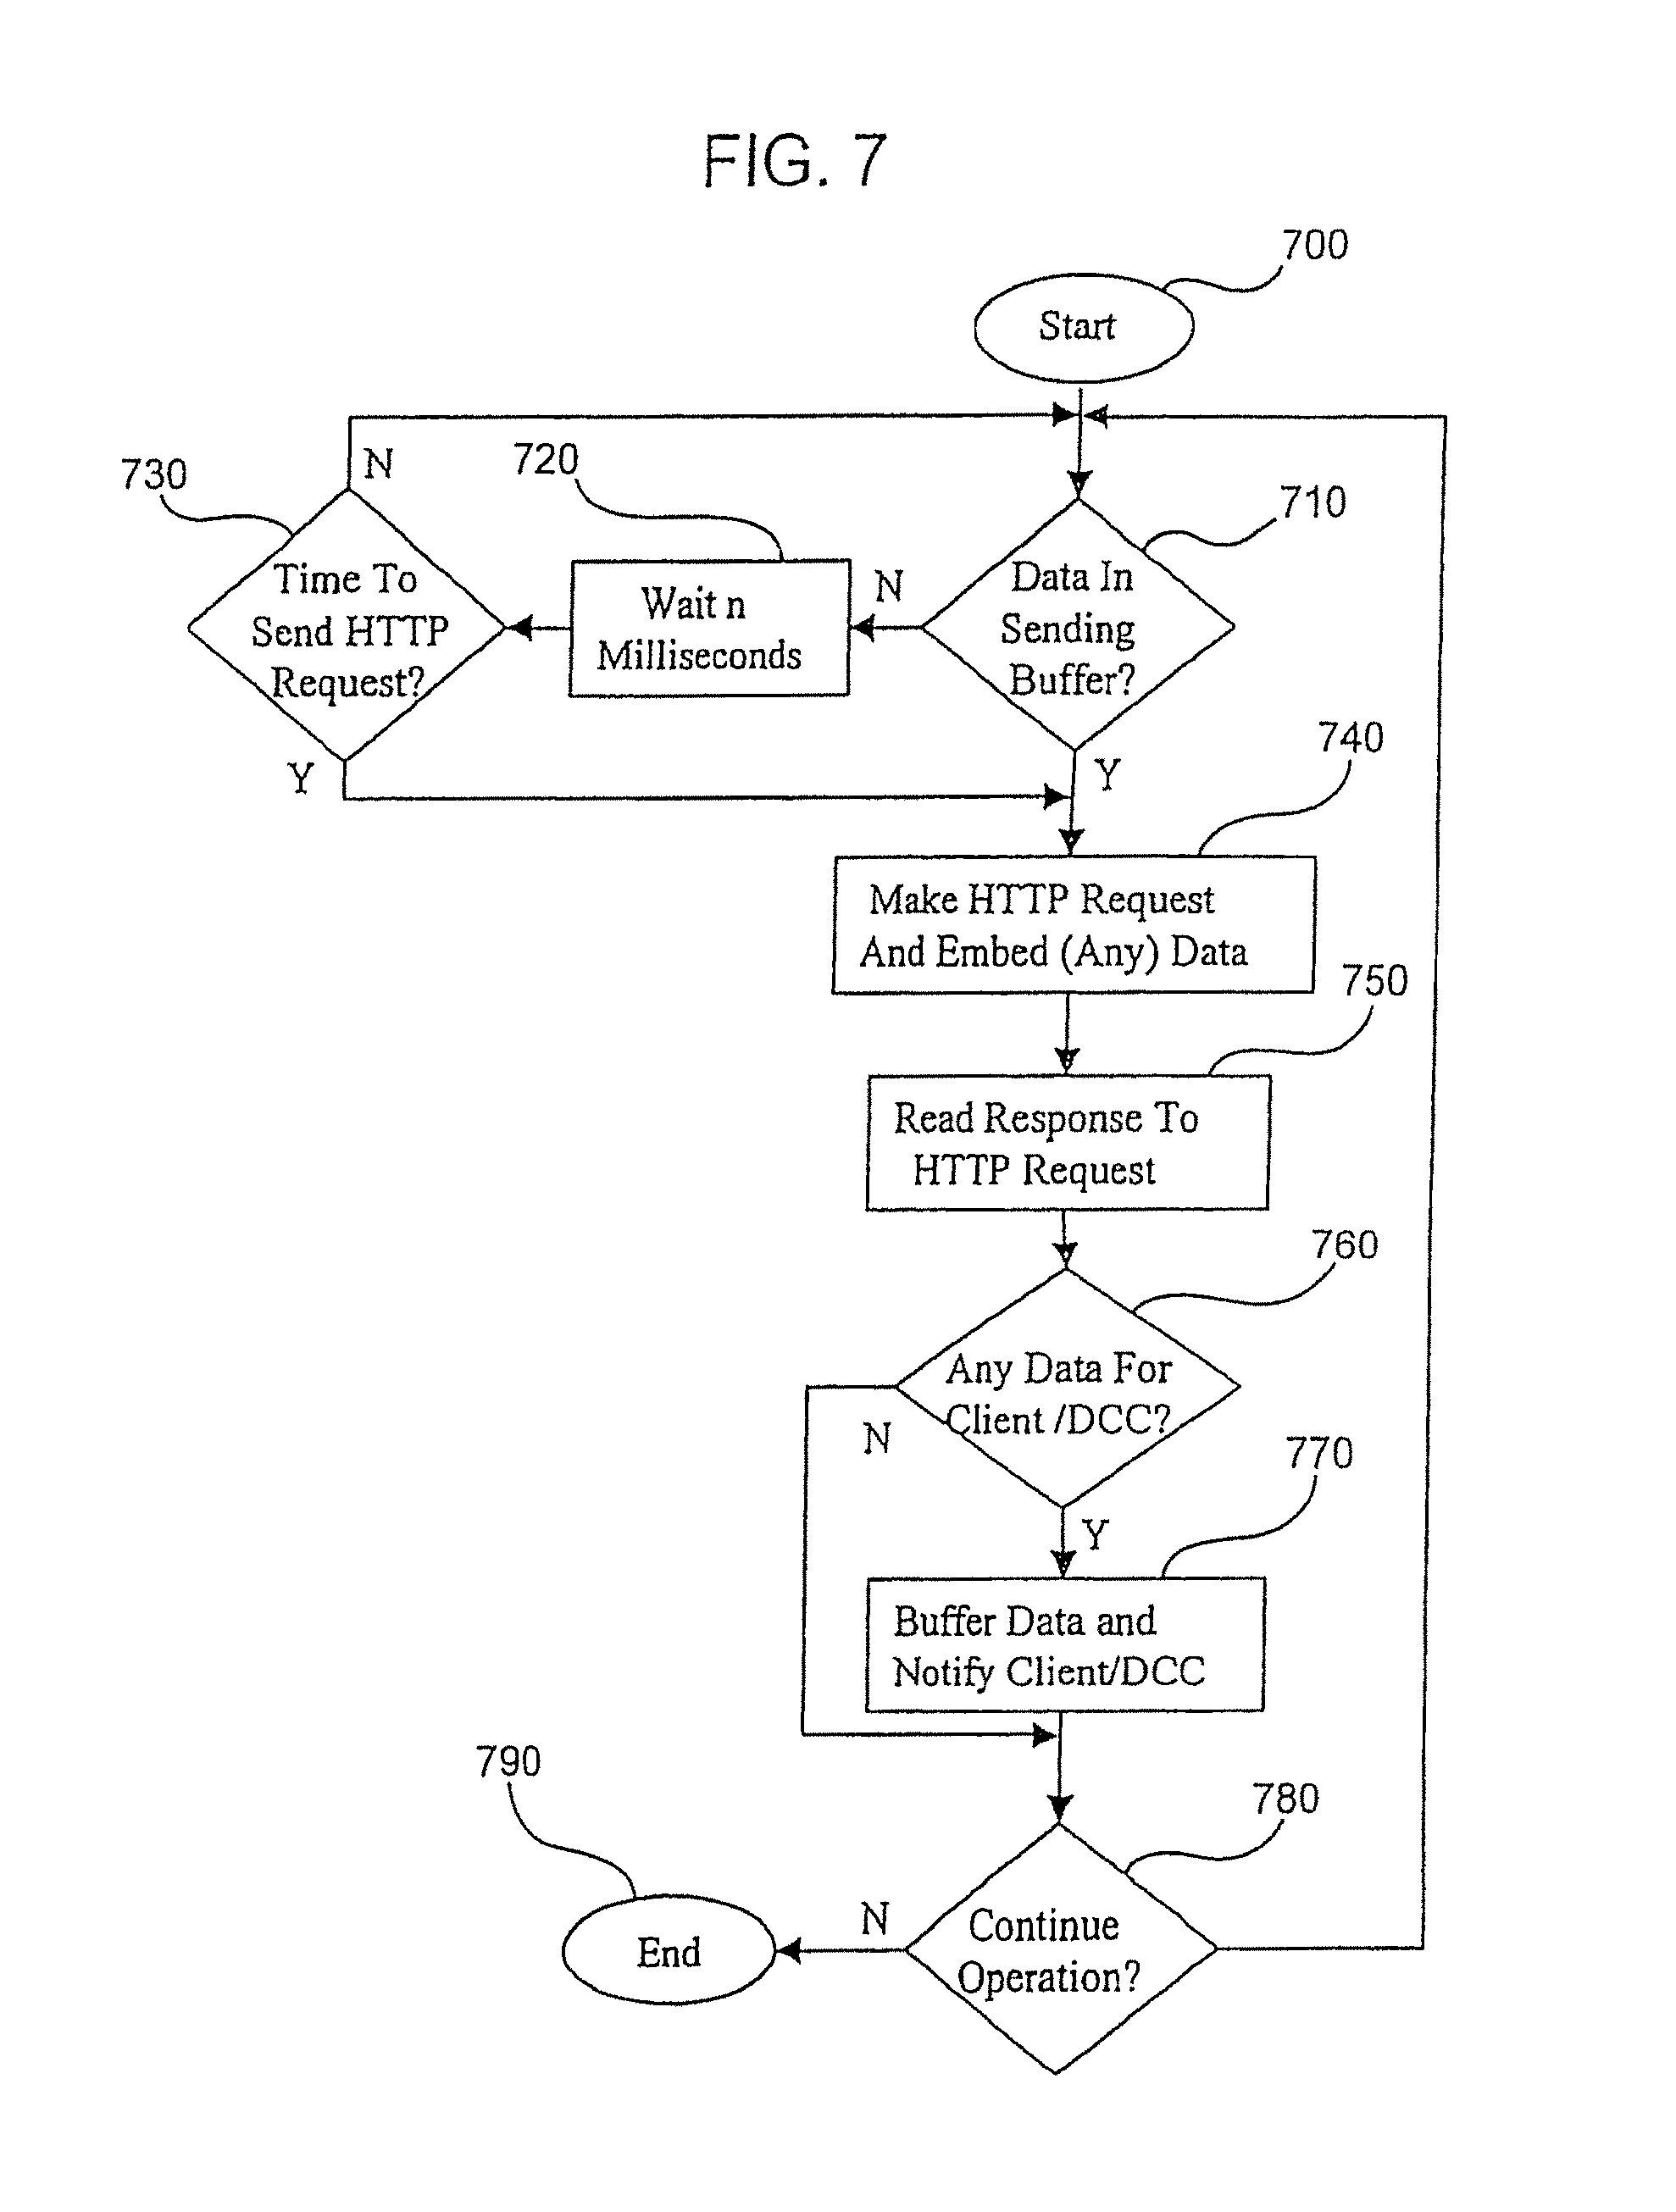 FIG. 7
700
Start
730
N
720
710
Time To
Send HTTP
Request?
Wait n
Milliseconds
N
Data In
Sending
Buffer?
Y
Y
740
Make HTTP Request
And Embed (Any) Data
750
Read Response To
HTTP Request
760
Any Data For
Client /DCC?
N
Y
770
Buffer Data and
Notify Client/DCC
790
780
End
N
Continue
Operation?